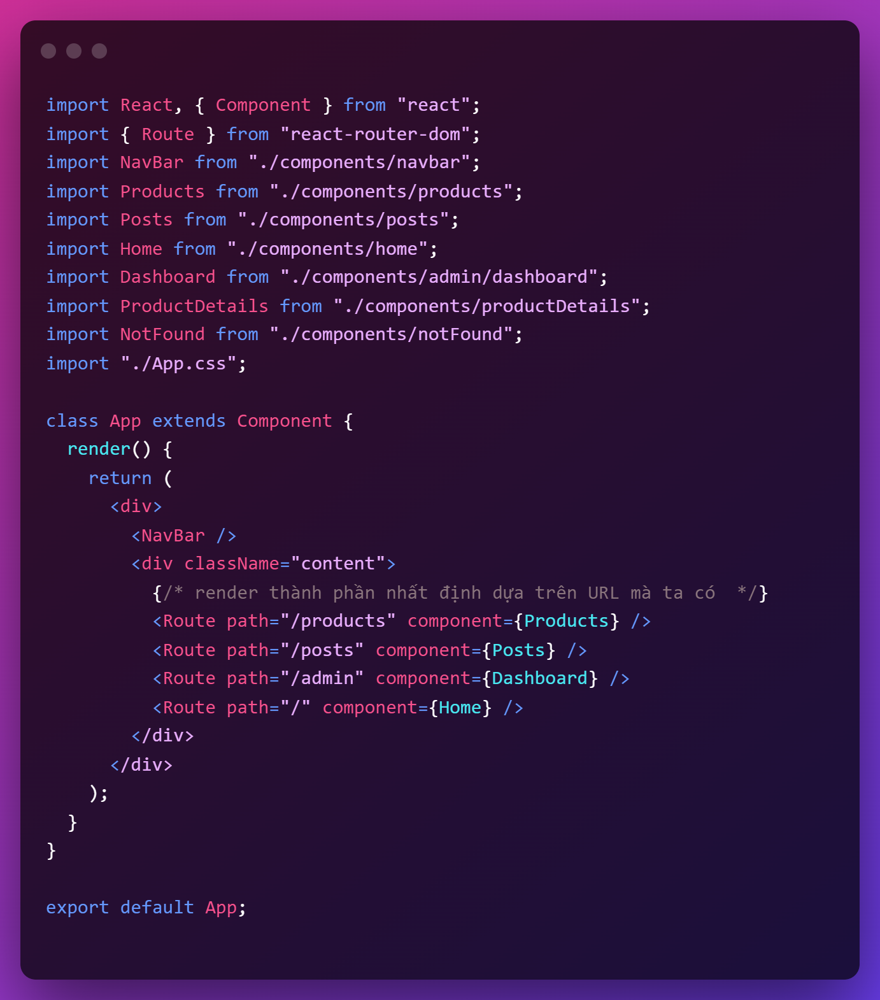 import React, { Component } from "react";
import { Route } from "react-router-dom";
import NavBar from "./components/navbar";
import Products from "./components/products";
import Posts from "./components/posts";
import Home from "./components/home";
import Dashboard from "./components/admin/dashboard";
import ProductDetails from "./components/productDetails";
import NotFound from "./components/notFound";
import "./App.css";

class App extends Component {
  render() {
    return (
      <div>
        <NavBar />
        <div className="content">
          {/* render thành phần nhất định dựa trên URL mà ta có  */}
          <Route path="/products" component={Products} />
          <Route path="/posts" component={Posts} />
          <Route path="/admin" component={Dashboard} />
          <Route path="/" component={Home} />
        </div>
      </div>
    );
  }
}

export default App;